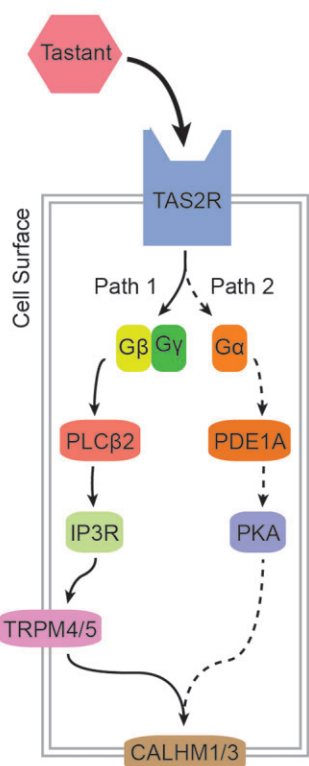 Tastant
TAS2R
Cell Surface
Path 1
Path 2
Gβ
Gγ
Gα
PLCβ2
PDE1A
IP3R
PKA
TRPM4/5
CALHM1/3